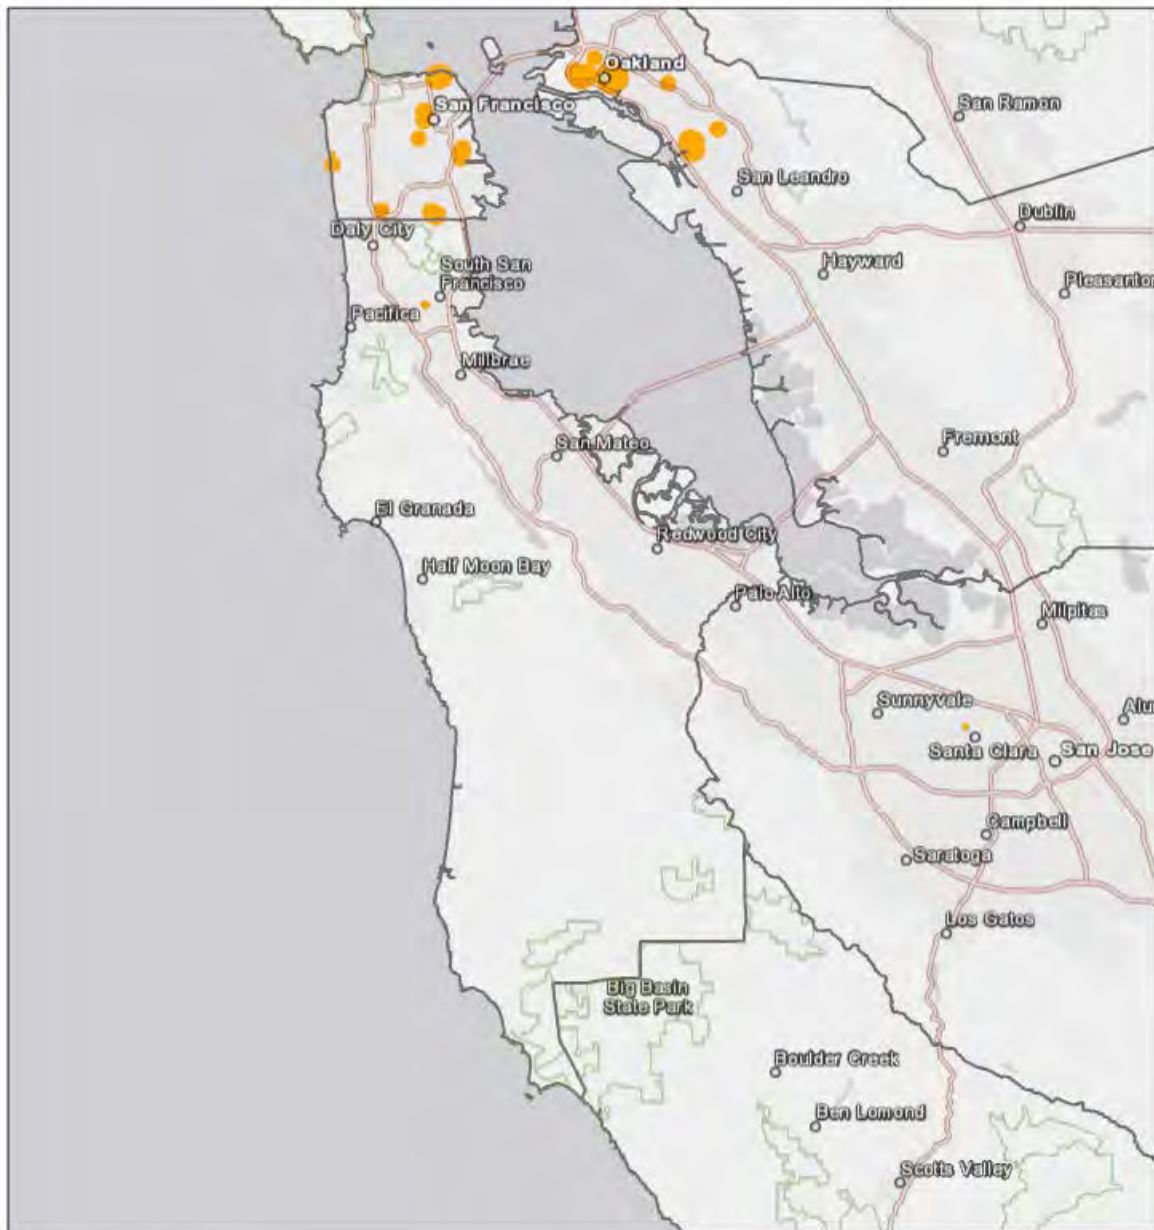 Oakland
San Ramon
San Francisco
San Leandro
Dublin
Daly City
Hayward
South San
Francisco
Pleasanton
Pacifica
Millbrae
Fremont
San Mateo
El Granada
Redwood City
Half Moon Bay
Palo Alto
Milpitas
Sunnyvale
Alu
Santa Clara
San Jose
Campbell
Saratoga
Los Gatos
Big Basin
State Park
Boulder Creek
Ben Lomond
Scotts Valley